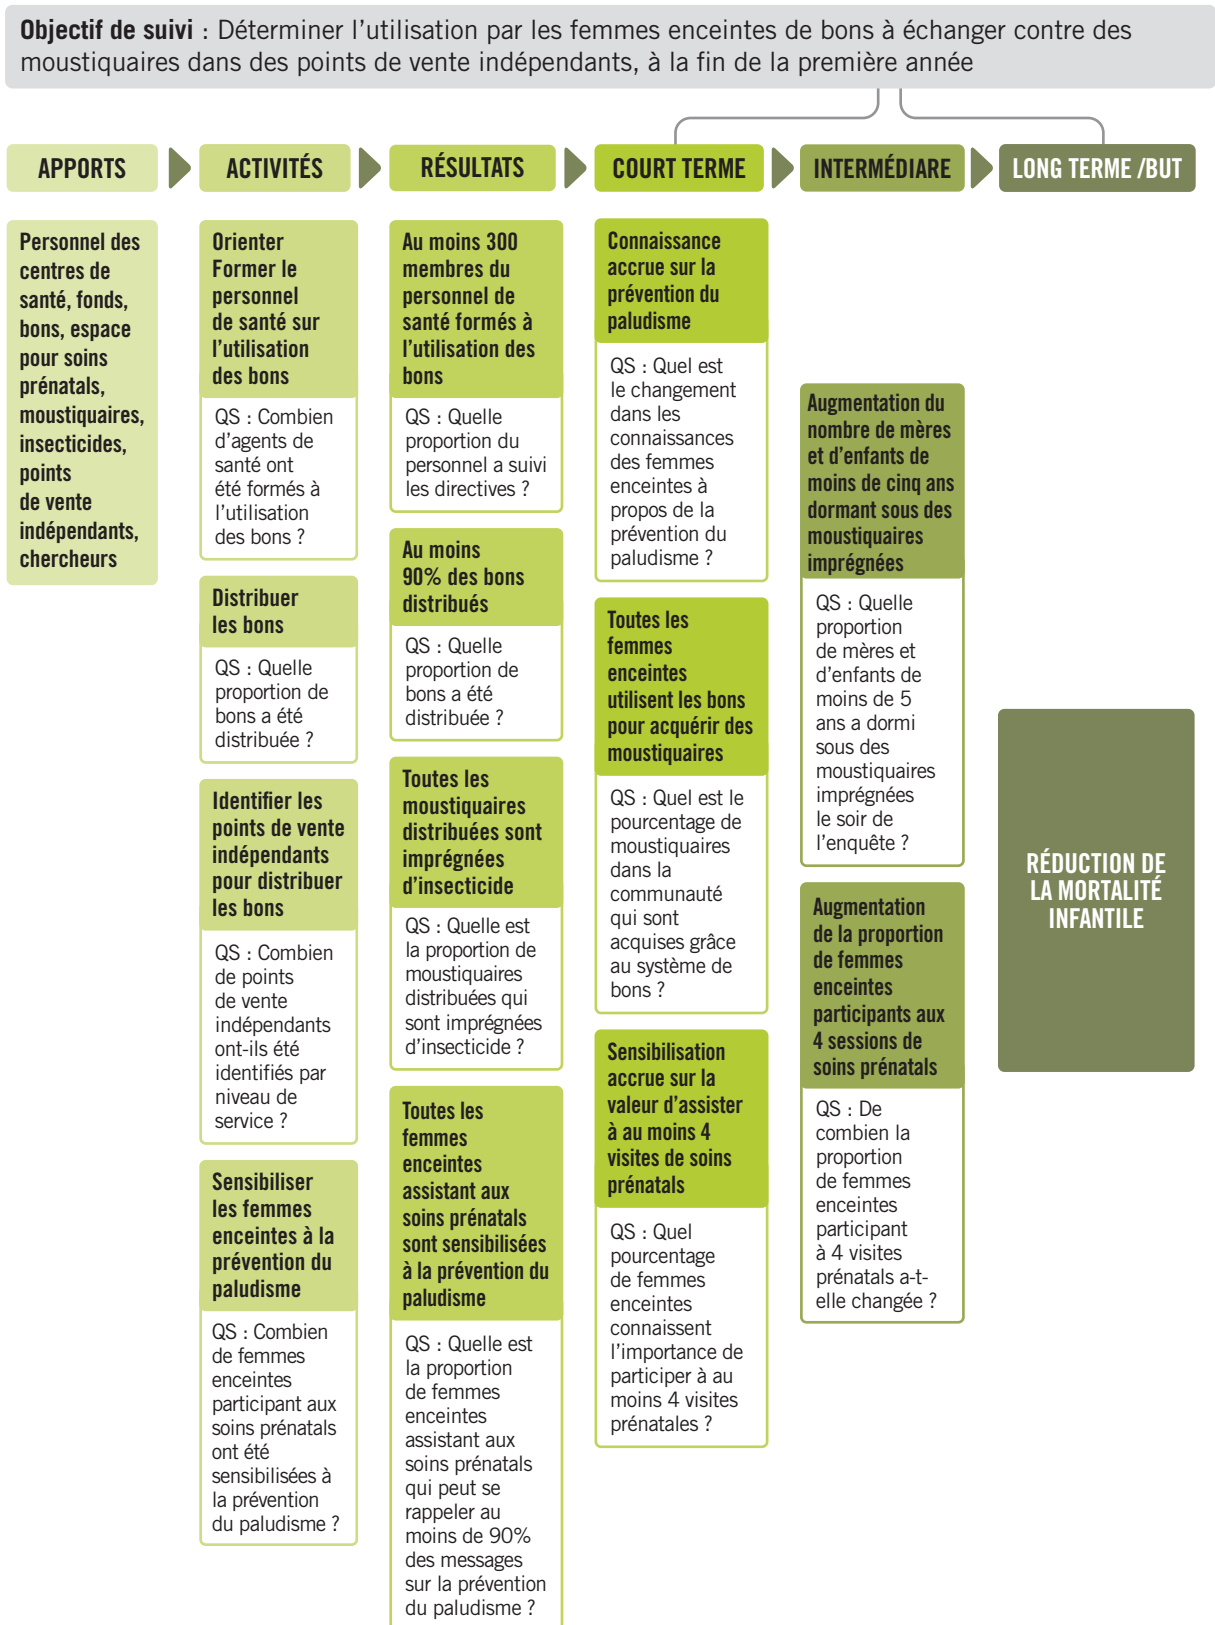 Objectif de suivi : Déterminer l’utilisation par les femmes enceintes de bons à échanger contre des
moustiquaires dans des points de vente indépendants, à la fin de la première année
APPORTS
ACTIVITÉS
RÉSULTATS
COURT TERME
INTERMÉDIARE
LONG TERME /BUT
Personnel des
centres de
santé, fonds,
bons, espace
pour soins
prénatals,
moustiquaires,
insecticides,
points
de vente
indépendants,
chercheurs
Orienter
Former le
personnel
de santé sur
l’utilisation
des bons
QS : Combien
d’agents de
santé ont
été formés à
l’utilisation
des bons ?
Distribuer
les bons
QS : Quelle
proportion de
bons a été
distribuée ?
Identifier les
points de vente
indépendants
pour distribuer
les bons
QS : Combien
de points
de vente
indépendants
ont-ils été
identifiés par
niveau de
service ?
Sensibiliser
les femmes
enceintes à la
prévention du
paludisme
QS : Combien
de femmes
enceintes
participant aux
soins prénatals
ont été
sensibilisées à
la prévention
du paludisme ?
Au moins 300
membres du
personnel de
santé formés à
l’utilisation des
bons
QS : Quelle
proportion du
personnel a suivi
les directives ?
Au moins
90% des bons
distribués
QS : Quelle
proportion de
bons a été
distribuée ?
Toutes les
moustiquaires
distribuées sont
imprégnées
d’insecticide
QS : Quelle est
la proportion de
moustiquaires
distribuées qui
sont imprégnées
d’insecticide ?
Toutes les
femmes
enceintes
assistant aux
soins prénatals
sont sensibilisées
à la prévention du
paludisme
QS : Quelle est
la proportion
de femmes
enceintes
assistant aux
soins prénatals
qui peut se
rappeler au
moins de 90%
des messages
sur la prévention
du paludisme ?
Connaissance
accrue sur la
prévention du
paludisme
QS : Quel est
le changement
dans les
connaissances
des femmes
enceintes à
propos de la
prévention du
paludisme ?
Toutes les
femmes
enceintes
utilisent les bons
pour acquérir des
moustiquaires
QS : Quel est le
pourcentage de
moustiquaires
dans la
communauté
qui sont
acquises grâce
au système de
bons ?
Sensibilisation
accrue sur la
valeur d’assister
à au moins 4
visites de soins
prénatals
QS : Quel
pourcentage
de femmes
enceintes
connaissent
l’importance de
participer à au
moins 4 visites
prénatales ?
Augmentation du
nombre de mères
et d’enfants de
moins de cinq ans
dormant sous des
moustiquaires
imprégnées
QS : Quelle
proportion
de mères et
d’enfants de
moins de 5
ans a dormi
sous des
moustiquaires
imprégnées
le soir de
l’enquête ?
Augmentation
de la proportion
de femmes
enceintes
participants aux
4 sessions de
soins prénatals
QS : De
combien la
proportion
de femmes
enceintes
participant
à 4 visites
prénatals a-t-
elle changée ?
RÉDUCTION DE
LA MORTALITÉ
INFANTILE